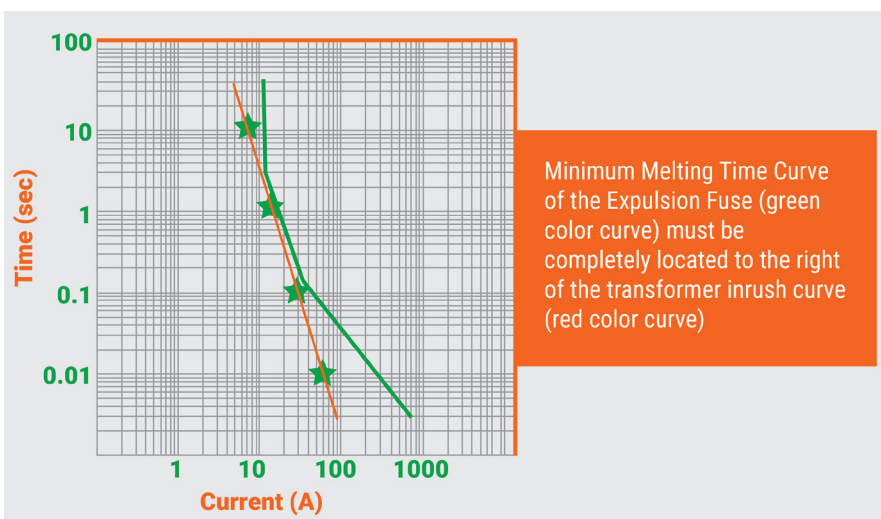 100
10
1
0.1
0.01
Time (sec)
1 10 100 1000
Current (A)
Minimum Melting Time Curve
of the Expulsion Fuse (green
color curve) must be
completely located to the right
of the transformer inrush curve
(red color curve)